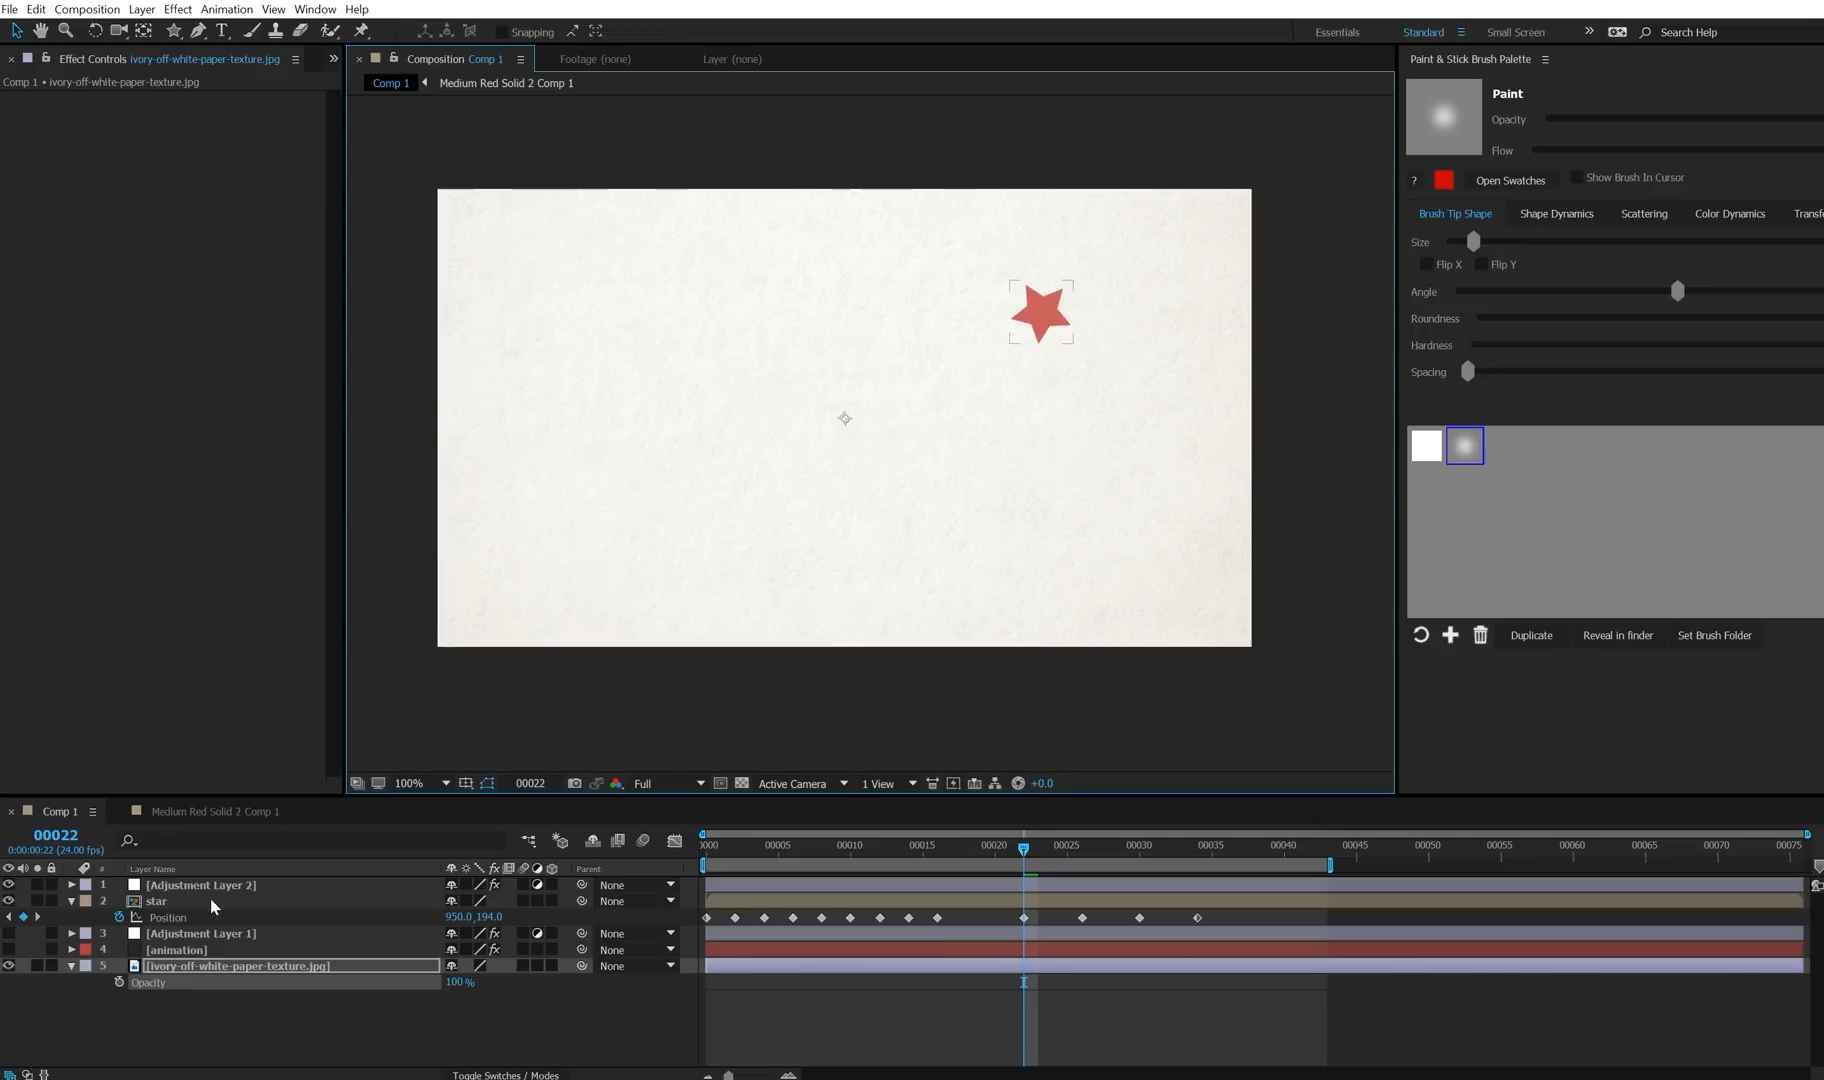 File Edit Composition Layer Effect Animation View Window Help
Snapping Essentials Standard Small Screen Search Help
Effect Controls ivory-off-white-paper-texture.jpg
Comp 1 • ivory-off-white-paper-texture.jpg
Composition Comp 1 Footage (none) Layer (none)
Comp 1 Medium Red Solid 2 Comp 1
Paint & Stick Brush Palette
Paint
Opacity
Flow
? Open Swatches Show Brush In Cursor
Brush Tip Shape Shape Dynamics Scattering Color Dynamics Transf
Size
Flip X Flip Y
Angle
Roundness
Hardness
Spacing
Duplicate Reveal in finder Set Brush Folder
100% 00022 Full Active Camera 1 View +0.0
Comp 1 Medium Red Solid 2 Comp 1
00022
0:00:00:22 (24.00 fps)
0000 00005 00010 00015 00020 00025 00030 00035 00040 00045 00050 00055 00060 00065 00070 00075
# Layer Name fx Parent
1 [Adjustment Layer 2] fx None
2 star None
Position 950.0,194.0
3 [Adjustment Layer 1] fx None
4 [animation] fx None
5 [ivory-off-white-paper-texture.jpg] None
Opacity 100 %
Toggle Switches / Modes